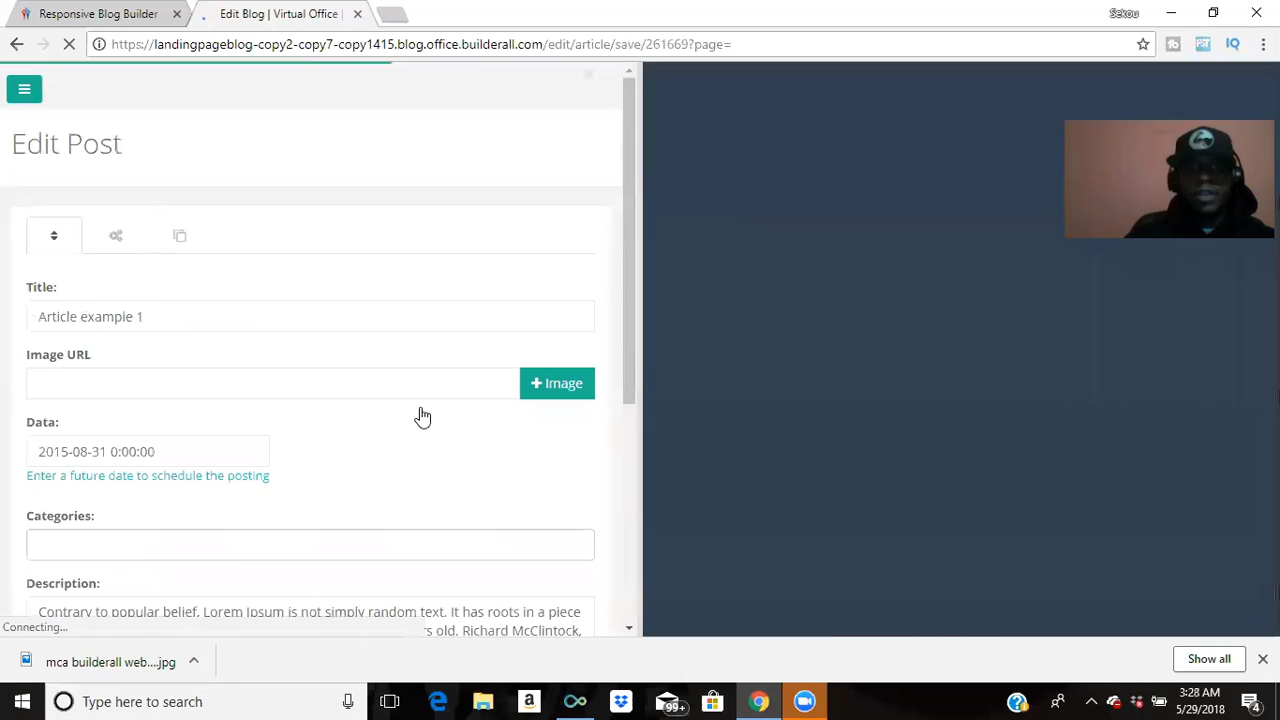 Responsive Blog Builder
Edit Blog | Virtual Office |
Sekou
https://landingpageblog-copy2-copy7-copy1415.blog.office.builderall.com/edit/article/save/261669?page=
Edit Post
Title:
Article example 1
Image URL
+ Image
Data:
2015-08-31 0:00:00
Enter a future date to schedule the posting
Categories:
Description:
Contrary to popular belief, Lorem Ipsum is not simply random text. It has roots in a piece
rs old. Richard McClintock,
Connecting...
mca builderall web....jpg
Show all
Type here to search
99+
3:28 AM
5/29/2018
4